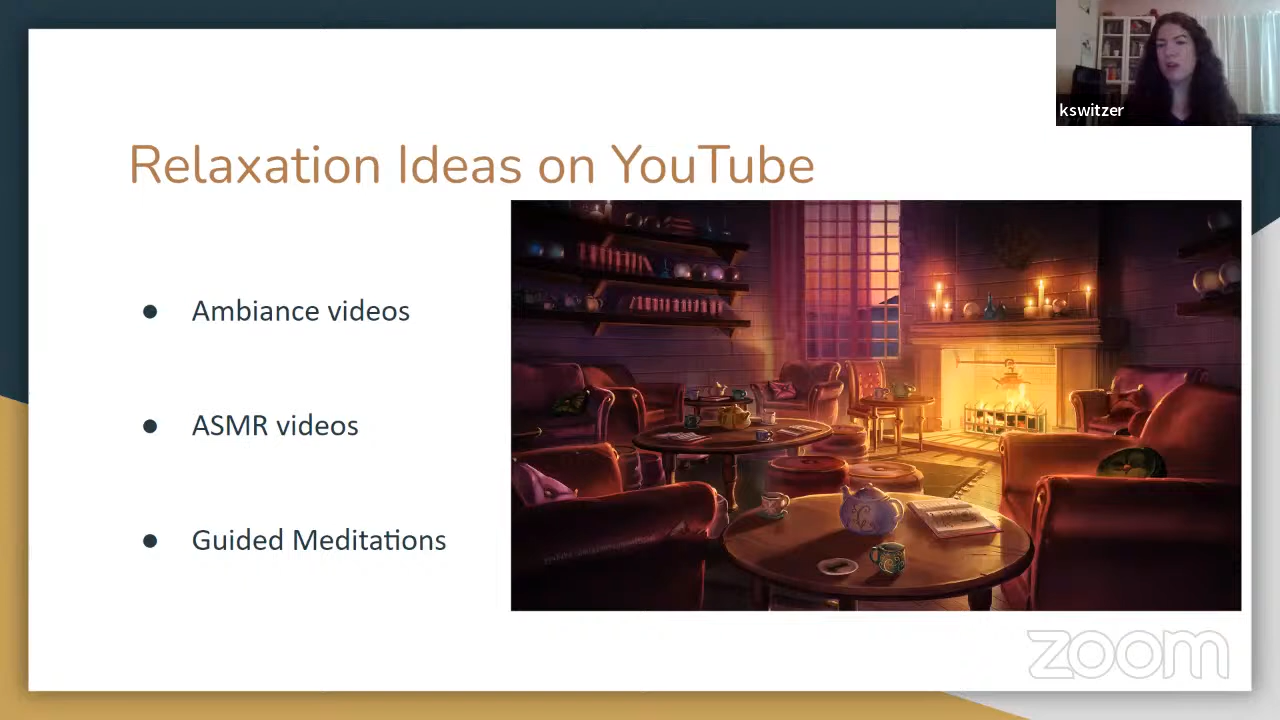 kswitzer
Relaxation Ideas on YouTube
Ambiance videos
ASMR videos
Guided Meditations
zoom